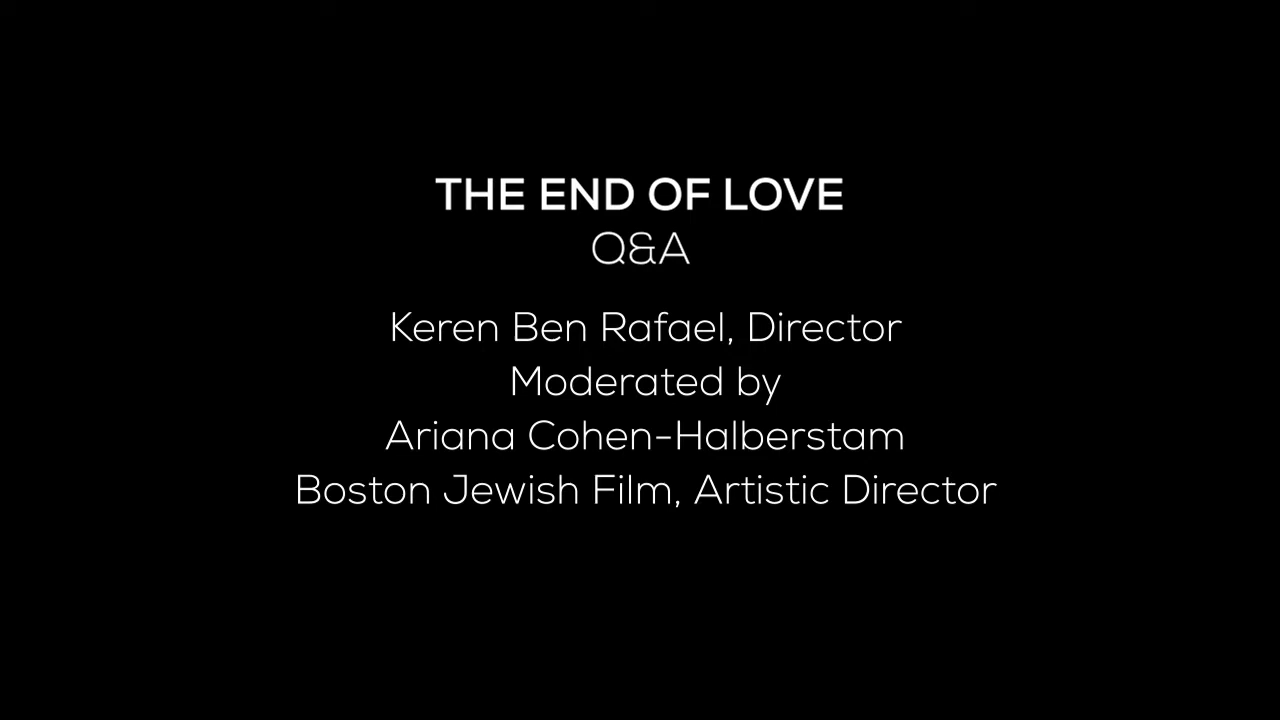 THE END OF LOVE
Q&A
Keren Ben Rafael, Director
Moderated by
Ariana Cohen-Halberstam
Boston Jewish Film, Artistic Director